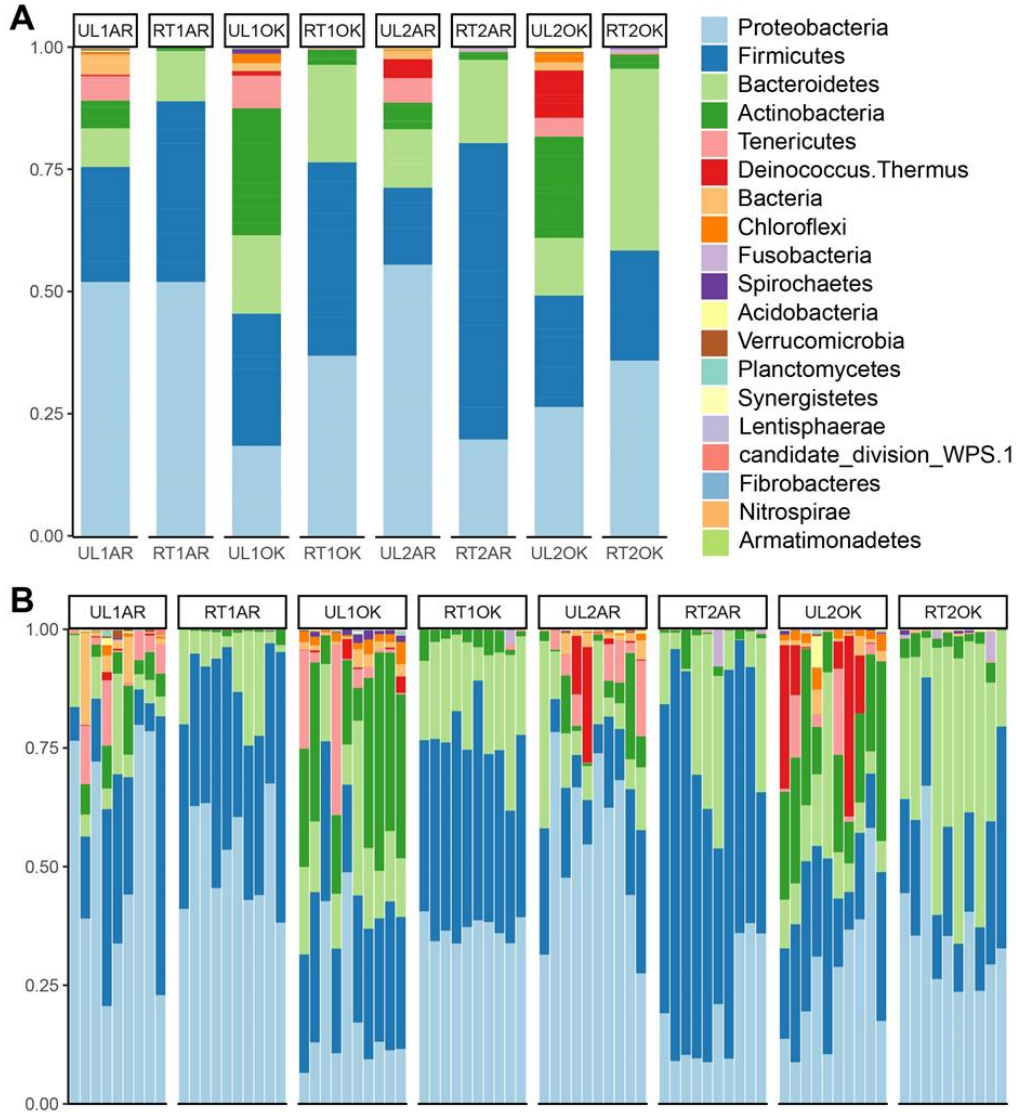 A
UL1AR RT1AR UL1OK RT1OK UL2AR RT2AR UL2OK RT2OK
1.00
0.75
0.50
0.25
0.00
UL1AR RT1AR UL1OK RT1OK UL2AR RT2AR UL2OK RT2OK
Proteobacteria
Firmicutes
Bacteroidetes
Actinobacteria
Tenericutes
Deinococcus.Thermus
Bacteria
Chloroflexi
Fusobacteria
Spirochaetes
Acidobacteria
Verrucomicrobia
Planctomycetes
Synergistetes
Lentisphaerae
candidate_division_WPS.1
Fibrobacteres
Nitrospirae
Armatimonadetes
B
UL1AR RT1AR UL1OK RT1OK UL2AR RT2AR UL2OK RT2OK
1.00
0.75
0.50
0.25
0.00